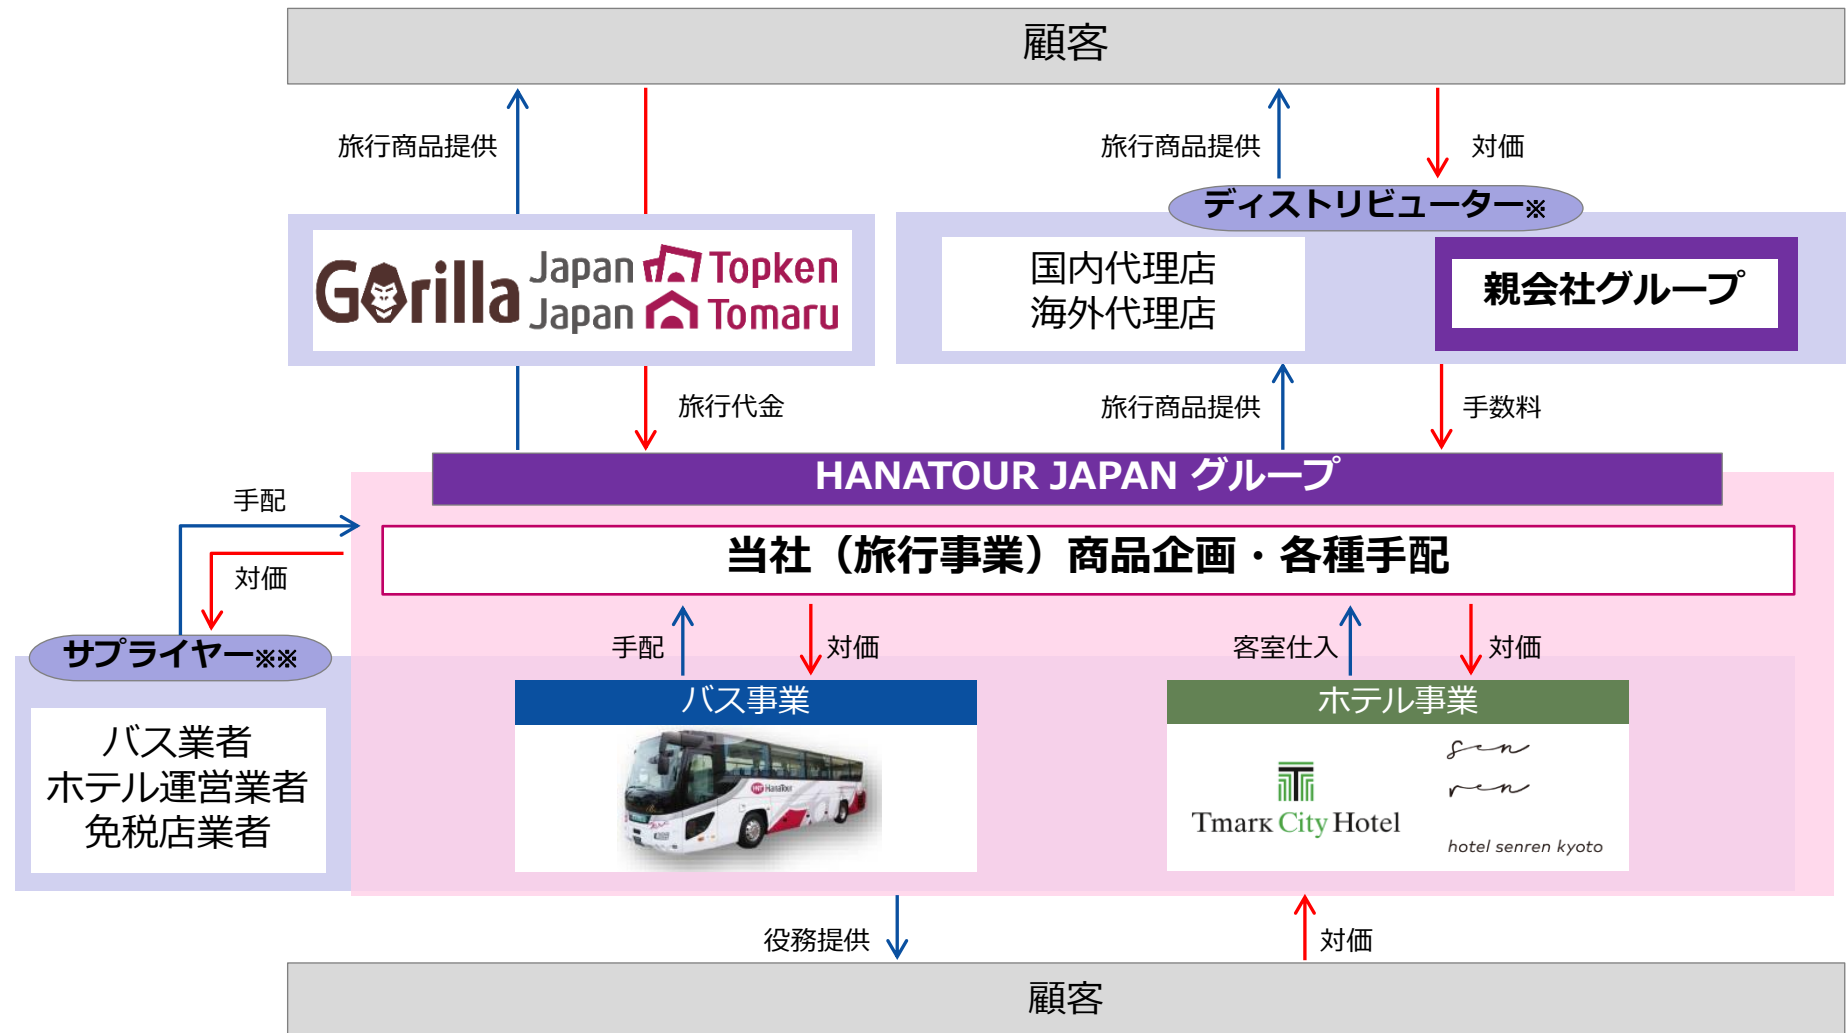 顧客
旅行商品提供
旅行商品提供
対価
ディストリビューター※
Gorilla
Japan Topken
Japan Tomaru
国内代理店
海外代理店
親会社グループ
旅行代金
旅行商品提供
手数料
HANATOUR JAPAN グループ
手配
当社（旅行事業）商品企画・各種手配
対価
サプライヤー※※
手配
対価
客室仕入
対価
バス業者
ホテル運営業者
免税店業者
バス事業
HanaTour
ホテル事業
Tmark City Hotel
sen
ren
hotel senren kyoto
役務提供
対価
顧客